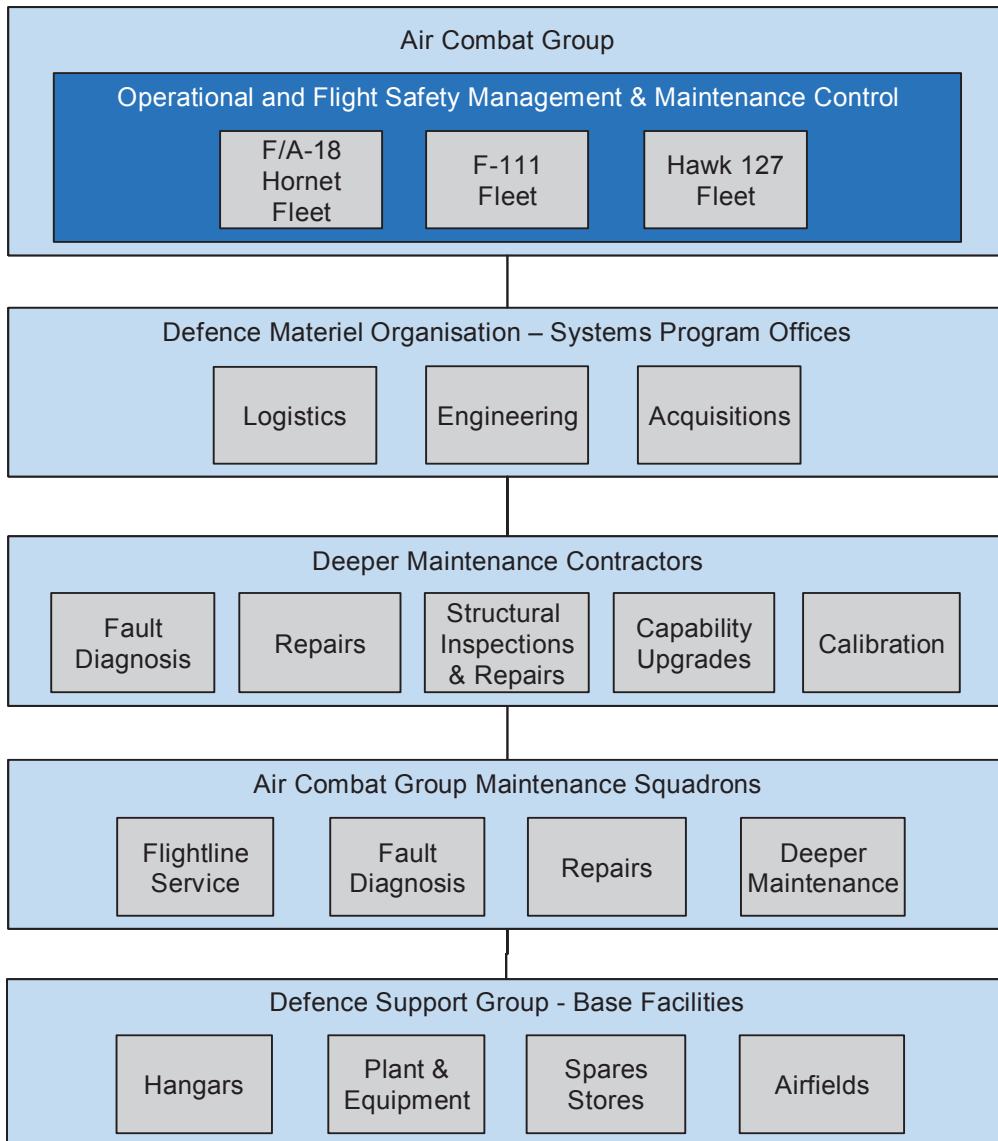 Air Combat Group
Operational and Flight Safety Management & Maintenance Control
F/A-18
Hornet
Fleet
F-111
Fleet
Hawk 127
Fleet
Defence Materiel Organisation – Systems Program Offices
Logistics
Engineering
Acquisitions
Deeper Maintenance Contractors
Fault
Diagnosis
Repairs
Structural
Inspections
& Repairs
Capability
Upgrades
Calibration
Air Combat Group Maintenance Squadrons
Flightline
Service
Fault
Diagnosis
Repairs
Deeper
Maintenance
Defence Support Group - Base Facilities
Hangars
Plant &
Equipment
Spares
Stores
Airfields